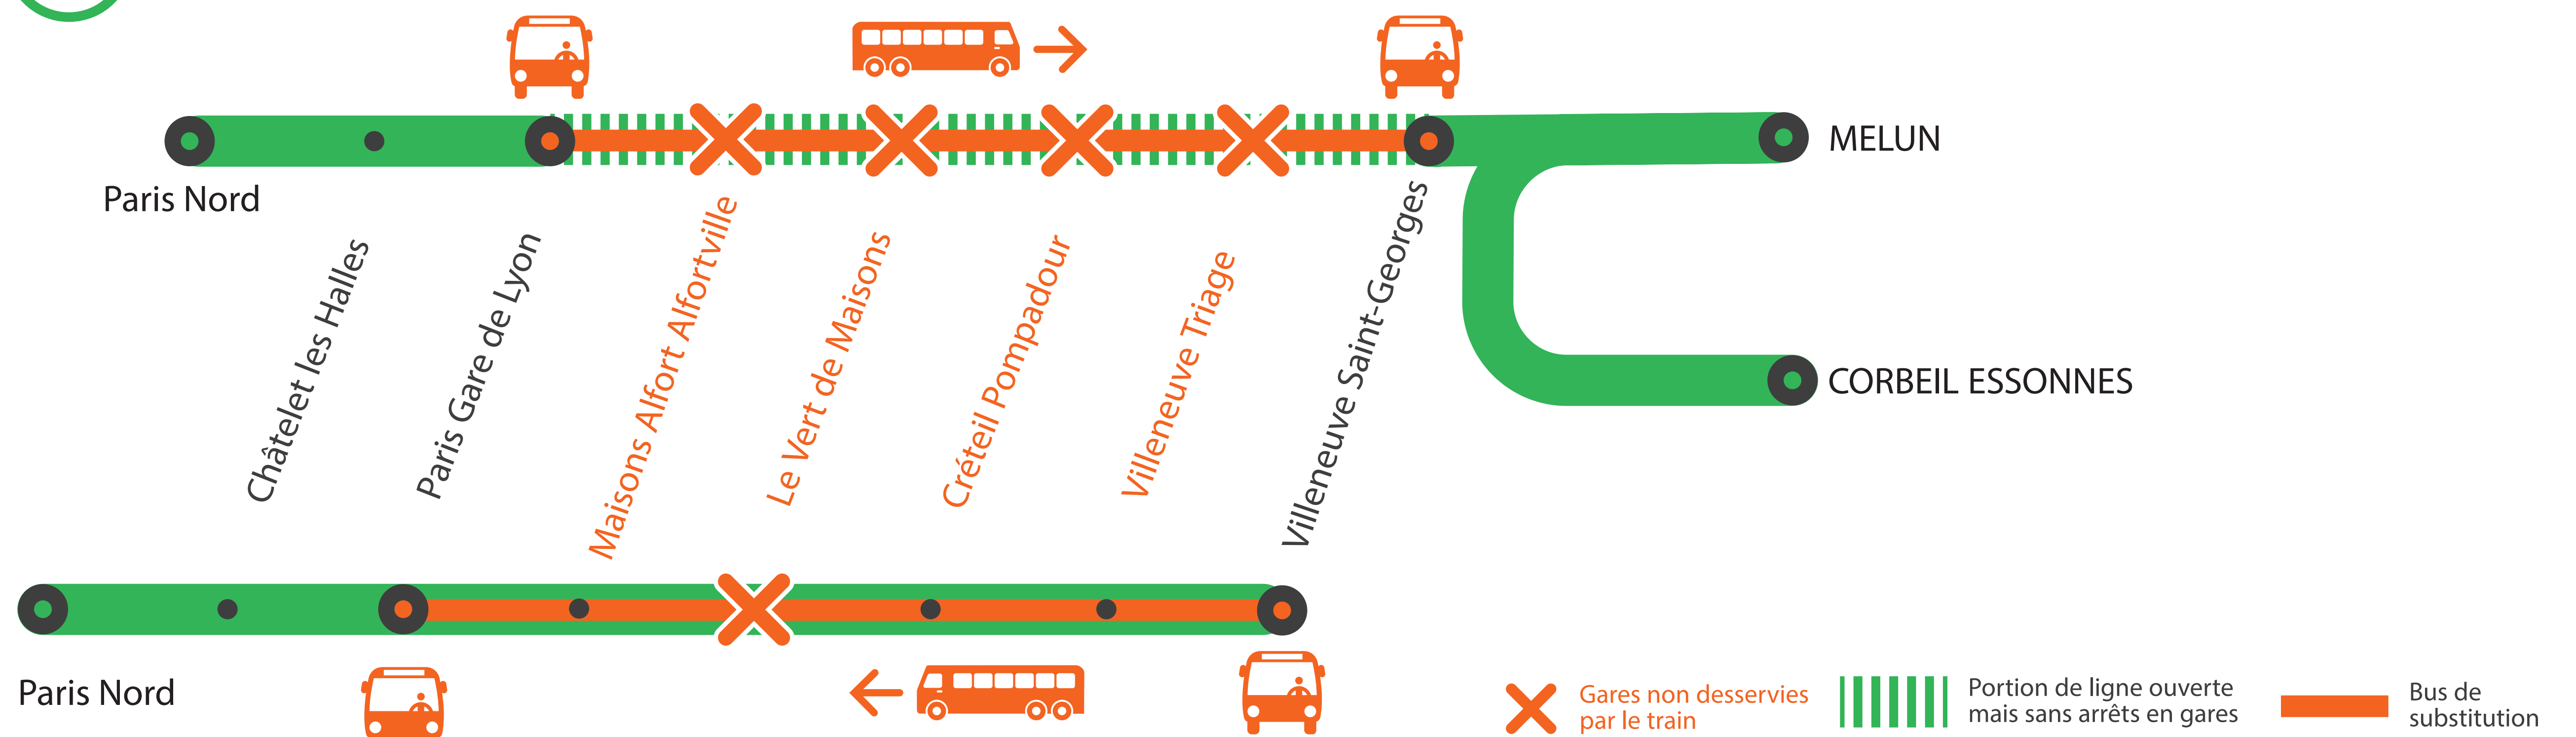 MELUN
Paris Nord
Châtelet les Halles
Paris Gare de Lyon
Maisons Alfort Alfortville
Le Vert de Maisons
Créteil Pompadour
Villeneuve Triage
Villeneuve Saint-Georges
CORBEIL ESSONNES
Paris Nord
Gares non desservies
par le train
Portion de ligne ouverte
mais sans arrêts en gares
Bus de
substitution